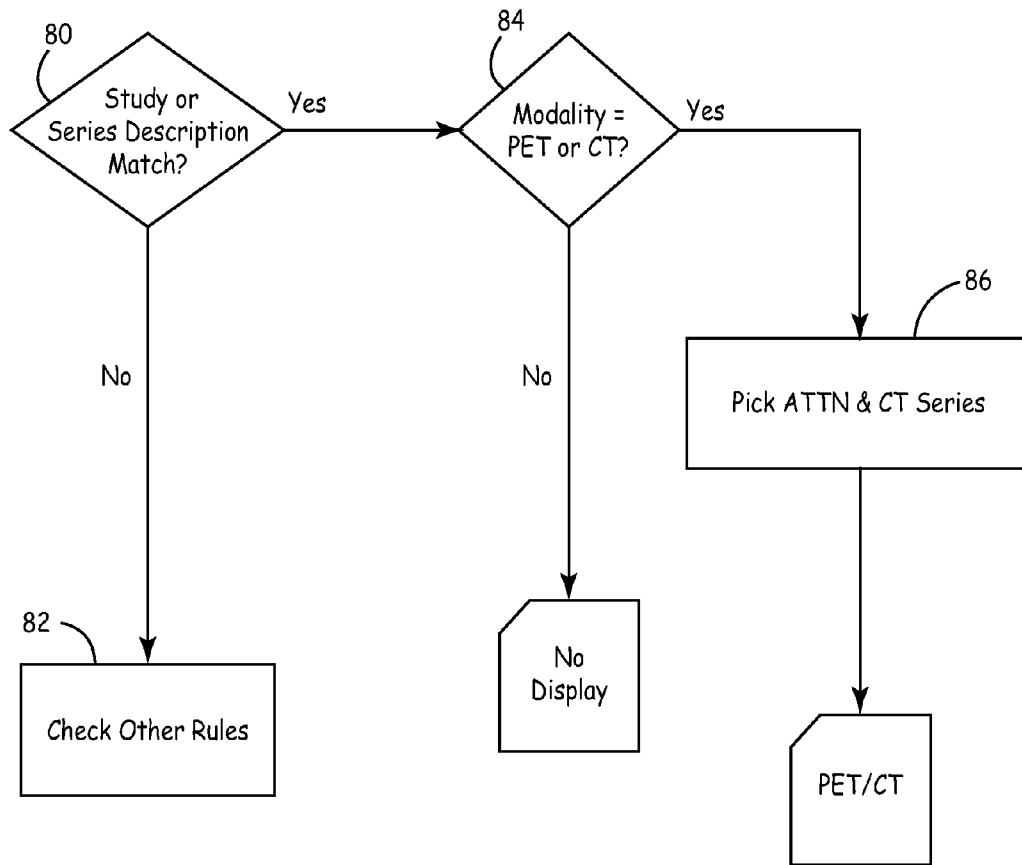 80
Study or
Series Description
Match?
Yes
84
Modality =
PET or CT?
Yes
86
No
No
Pick ATTN & CT Series
82
Check Other Rules
No
Display
PET/CT